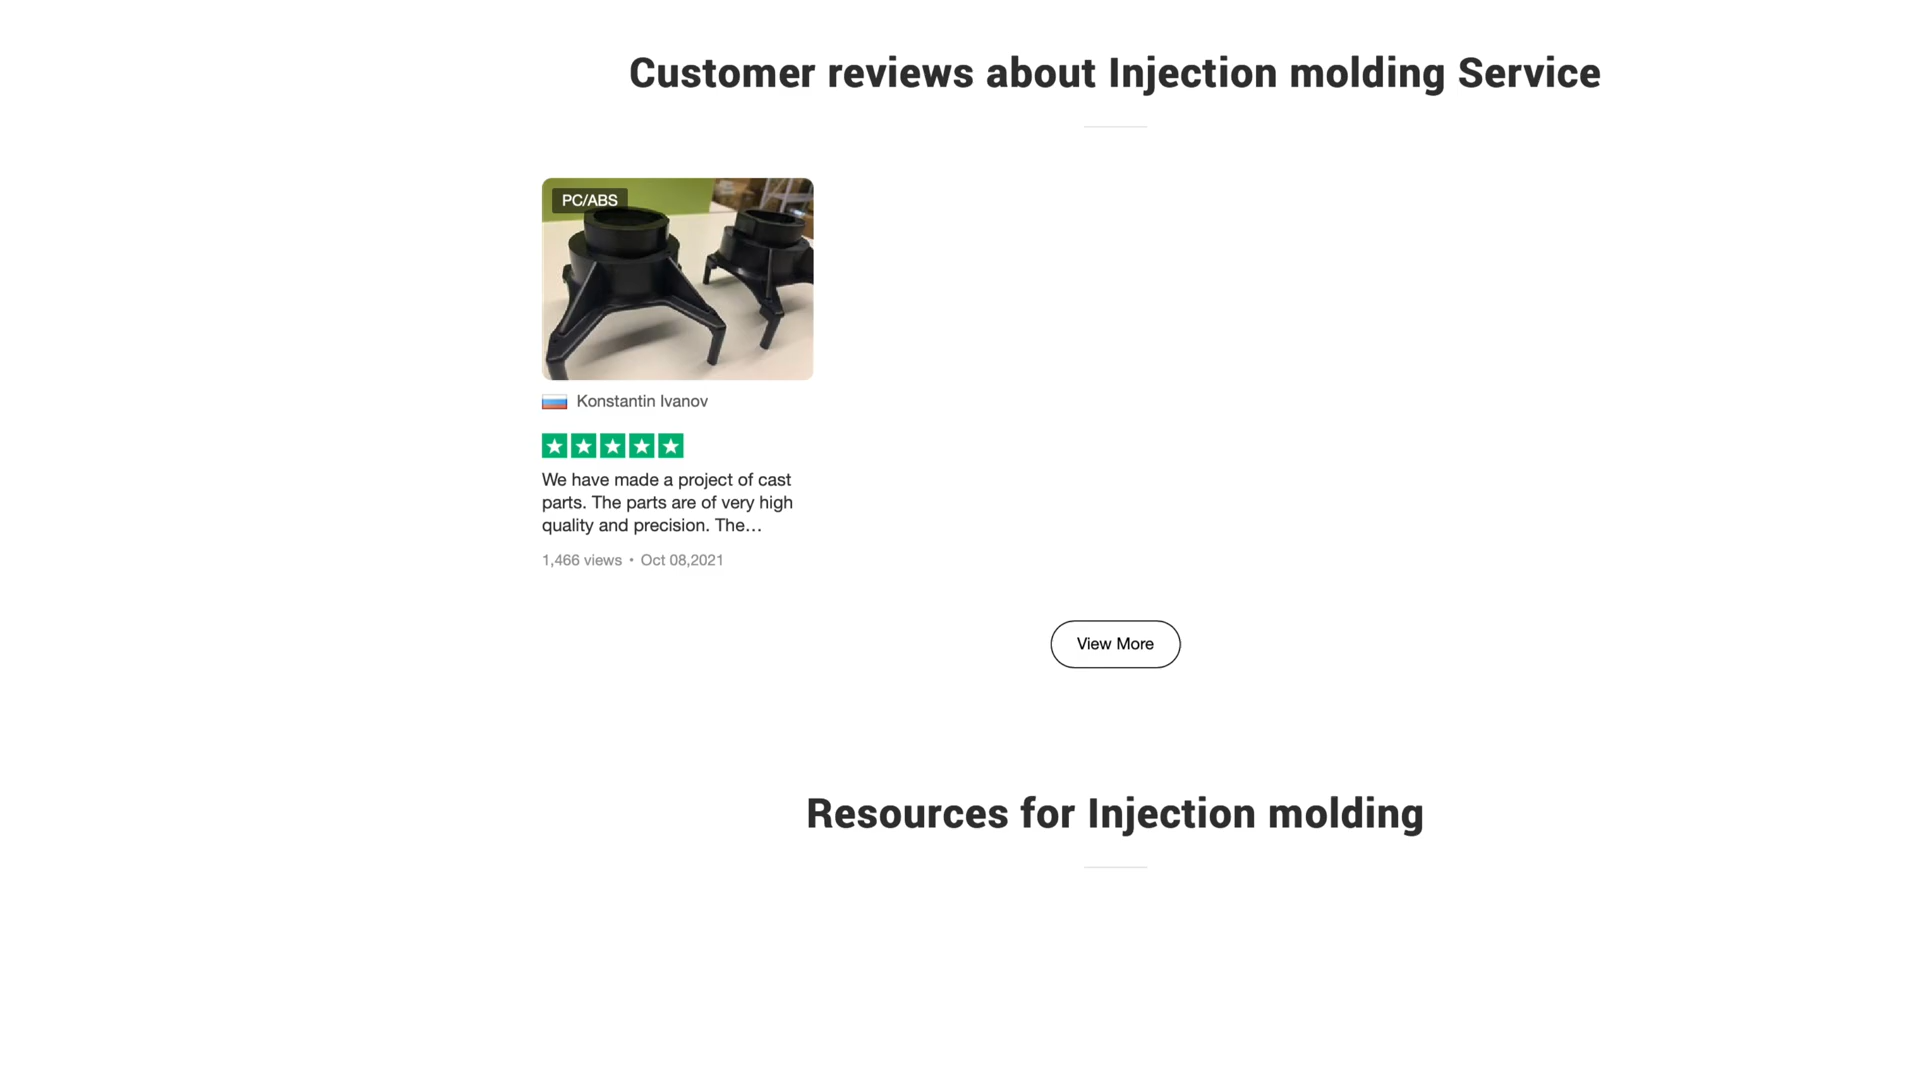 Customer reviews about Injection molding Service
PC/ABS
Konstantin Ivanov
We have made a project of cast
parts. The parts are of very high
quality and precision. The…
1,466 views • Oct 08,2021
View More
Resources for Injection molding